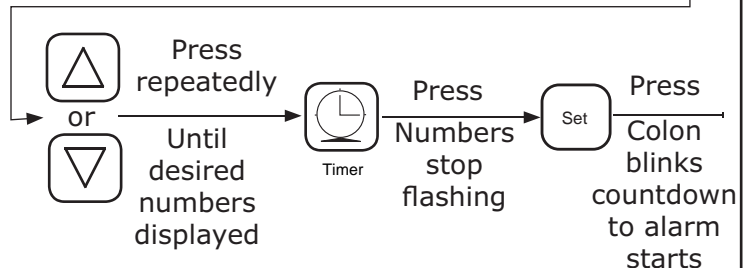 or
Press
repeatedly
Until
desired
numbers
displayed
Timer
Press
Numbers
stop
flashing
Set
Press
Colon
blinks
countdown
to alarm
starts